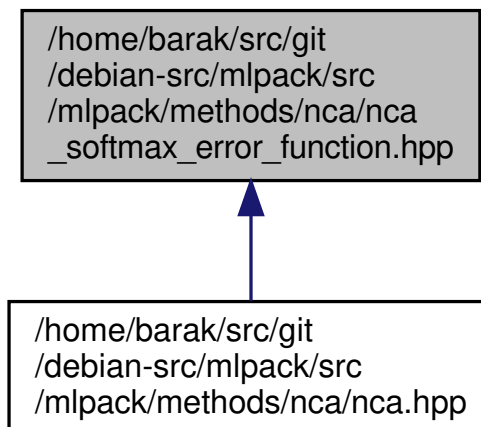 /home/barak/src/git
/debian-src/mlpack/src
/mlpack/methods/nca/nca
_softmax_error_function.hpp
/home/barak/src/git
/debian-src/mlpack/src
/mlpack/methods/nca/nca.hpp